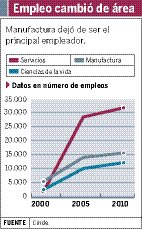 Empleo cambió de área
Manufactura dejó de ser el
principal empleador.
Servicios
Manufactura
Ciencias de la vida
Datos en número de empleos
35.000
30.000
25.000
20.000
15.000
10.000
5.000
0
2000 2005 2010
FUENTE Cinde.